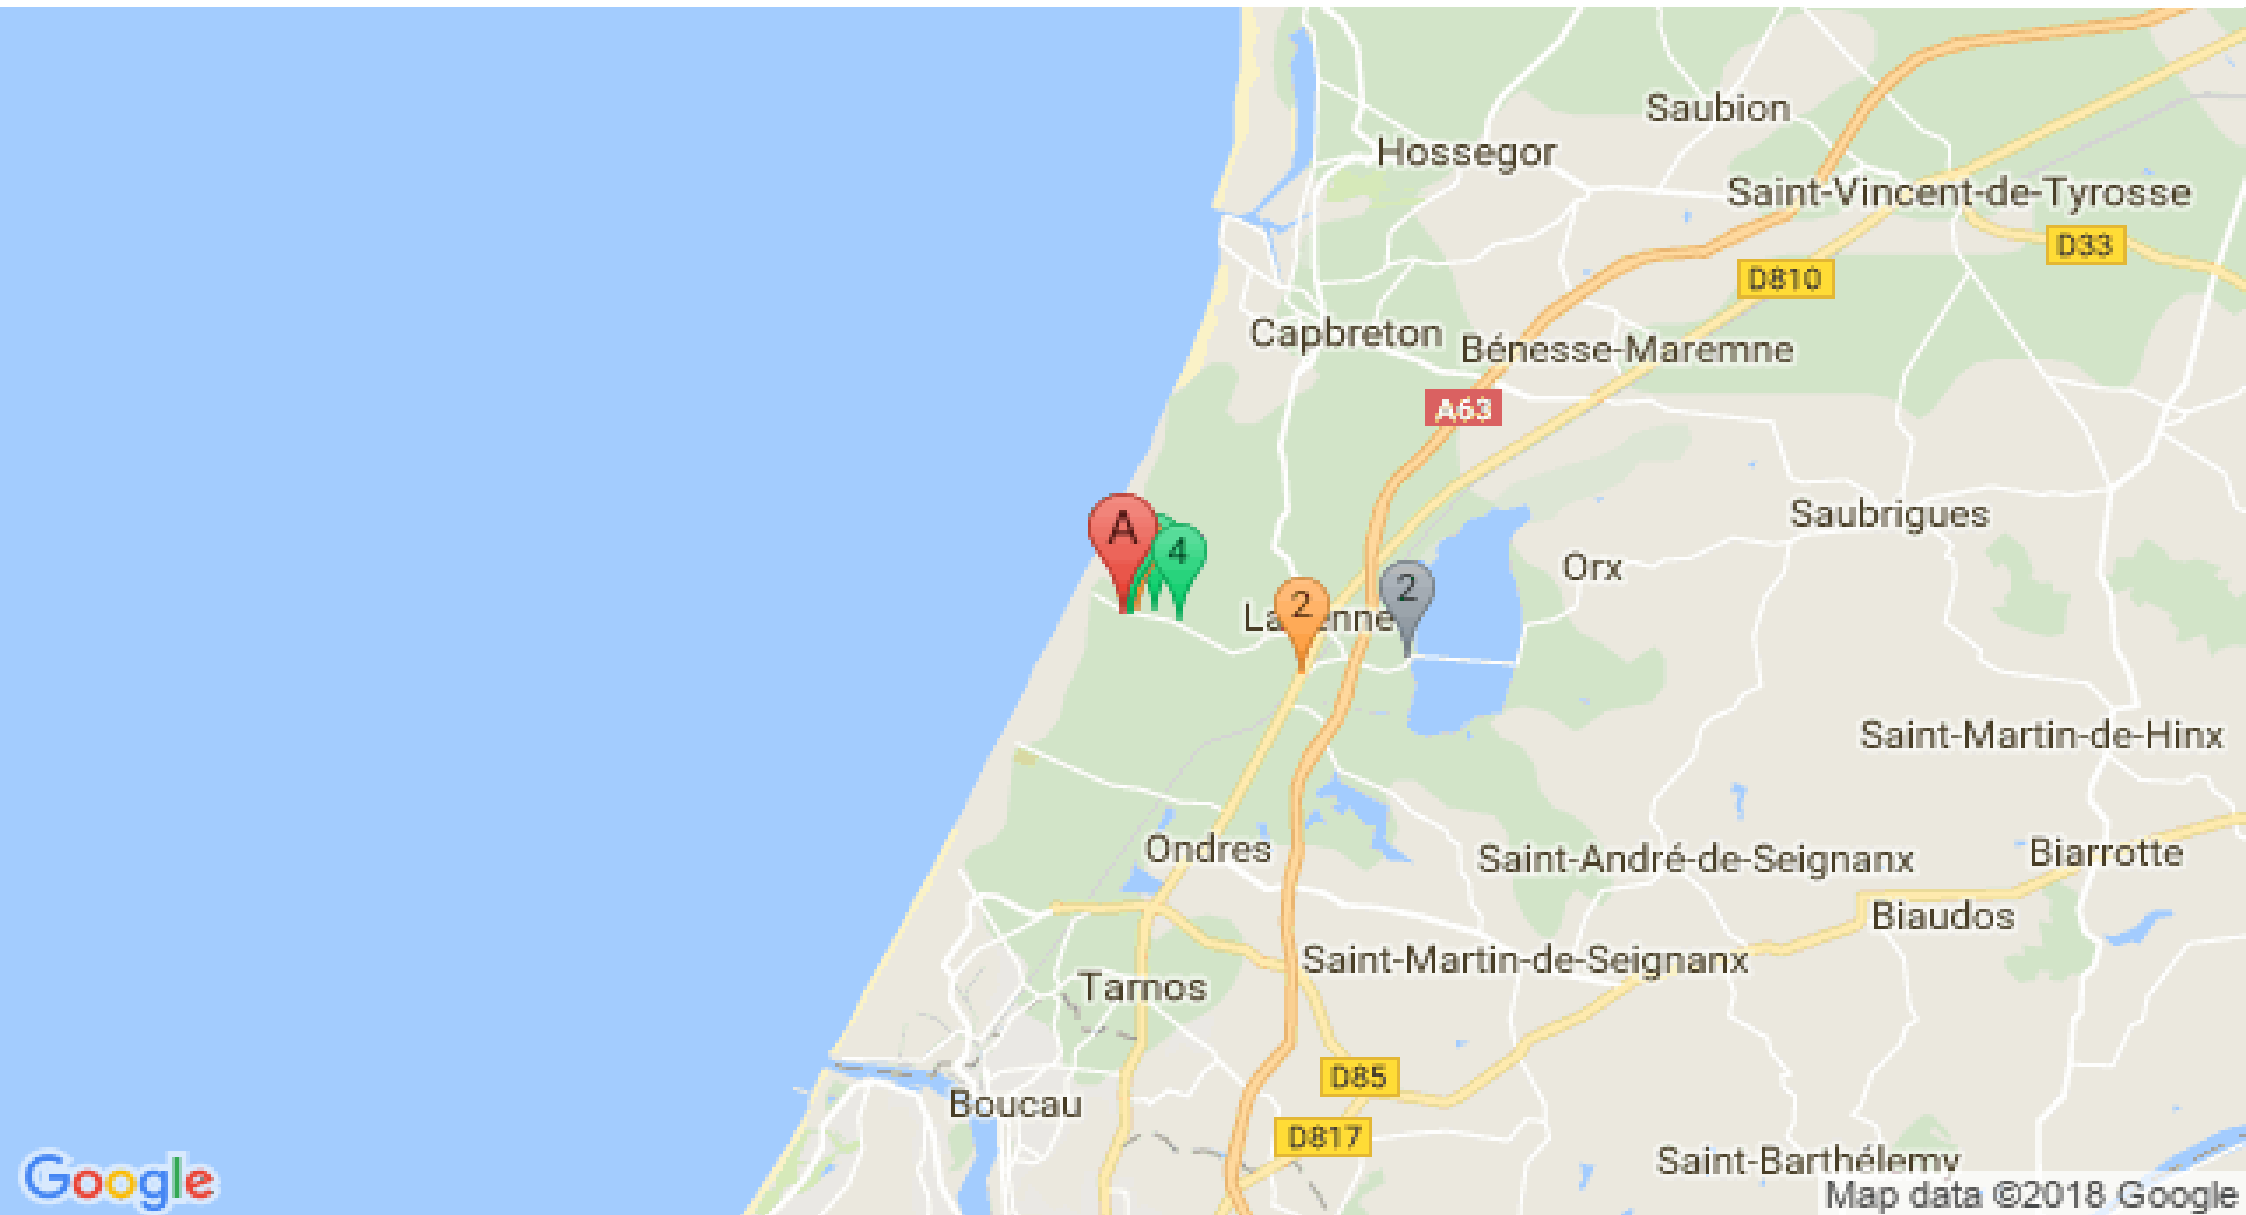 Saubion
Hossegor
Saint-Vincent-de-Tyrosse
D33
D810
Capbreton
Bénesse-Maremne
A63
Saubrigues
A
4
Orx
2
2
Saint-Martin-de-Hinx
Ondres
Saint-André-de-Seignanx
Biarrotte
Biaudos
Saint-Martin-de-Seignanx
Tarnos
D85
Boucau
D817
Saint-Barthélemy
Google
Map data ©2018 Google